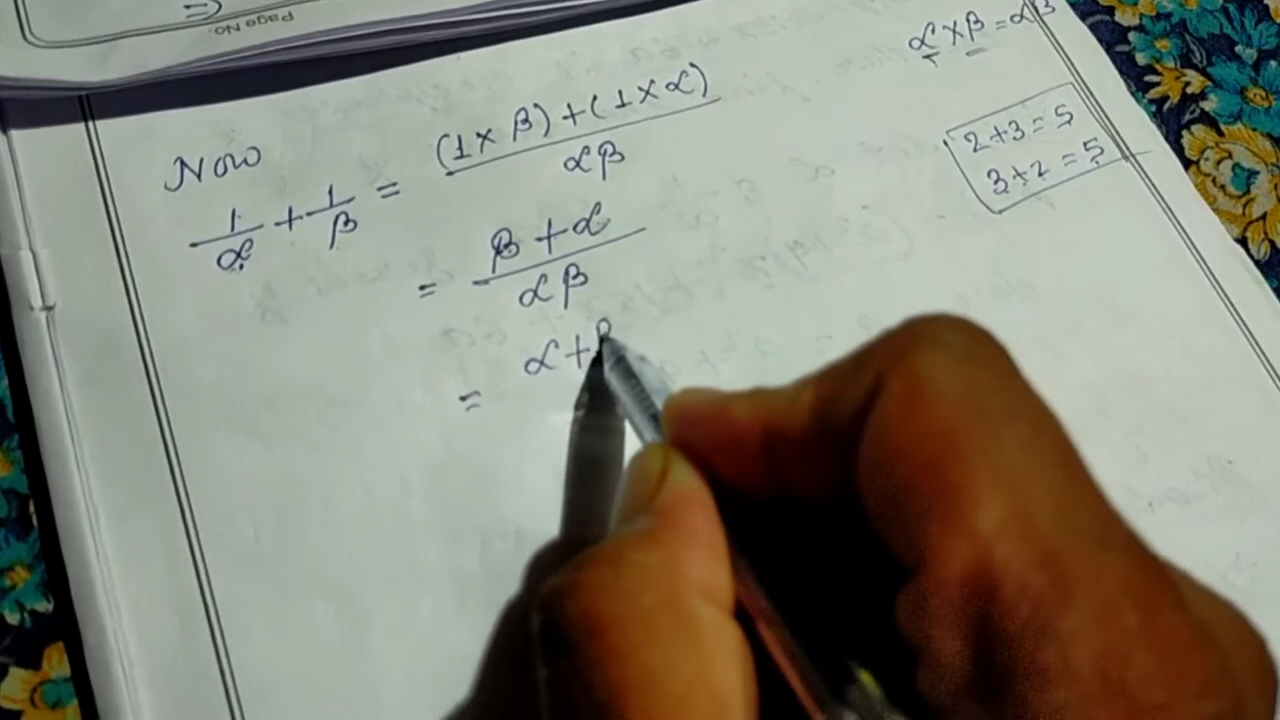 Page No.
α × β = αβ
2+3=5
3+2=5
Now
1/α + 1/β = (1×β)+(1×α)/αβ
= β+α/αβ
= α+β